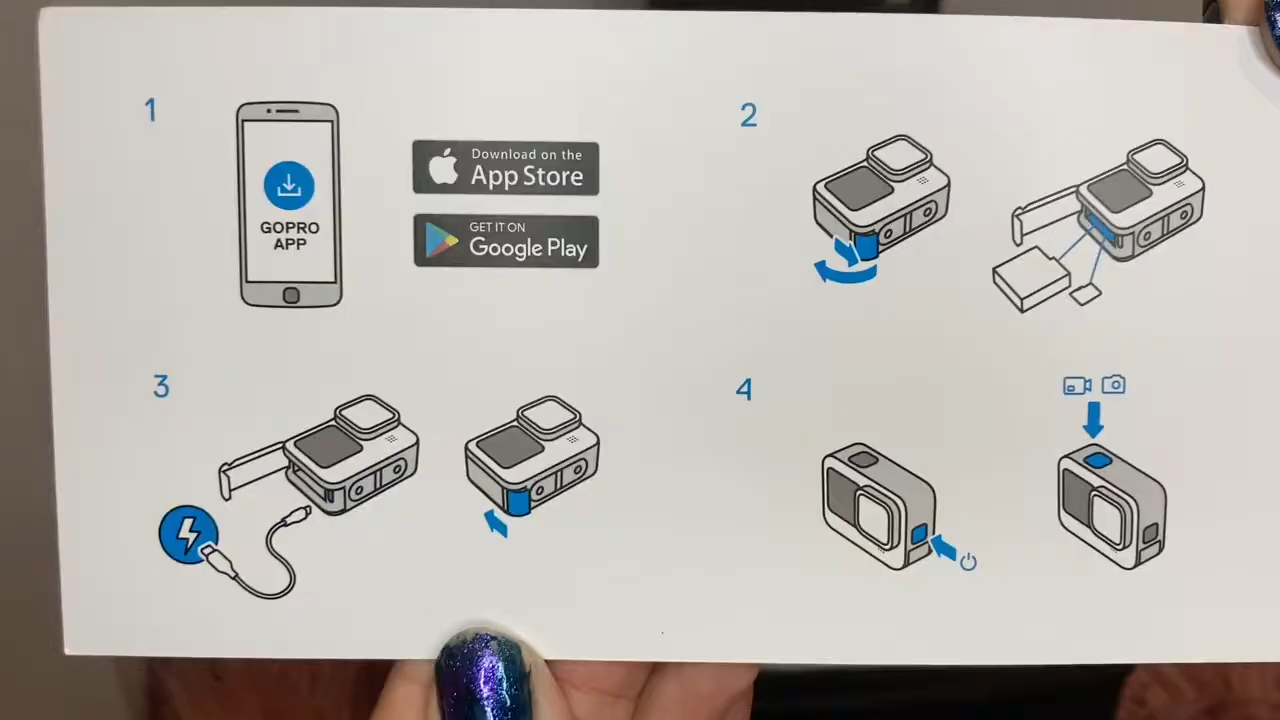 1
GOPRO
APP
Download on the
App Store
GET IT ON
Google Play
2
3
4